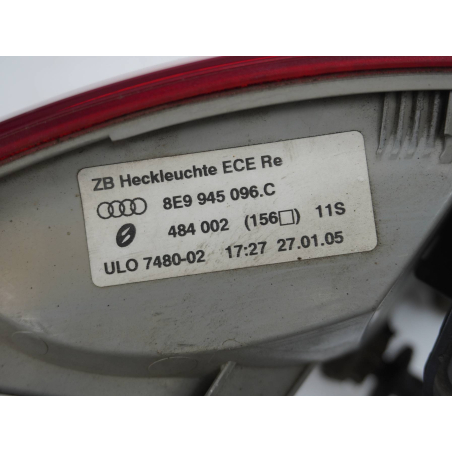 ZB Heckleuchte ECE Re
8E9 945 096.C
484 002 (156□) 11S
ULO 7480-02 17:27 27.01.05